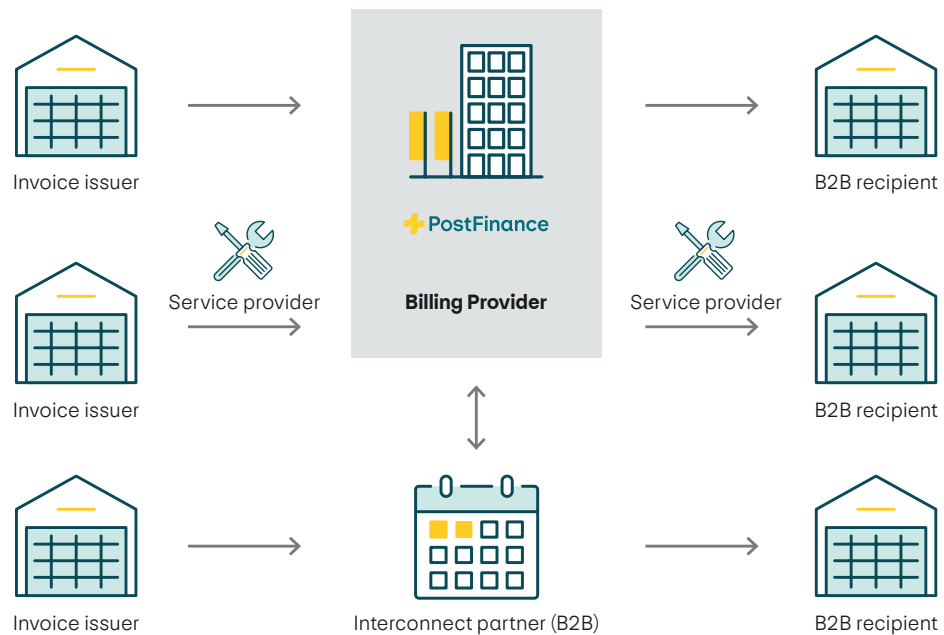 Invoice issuer
B2B recipient
PostFinance
Service provider
Billing Provider
Service provider
Invoice issuer
B2B recipient
Invoice issuer
Interconnect partner (B2B)
B2B recipient